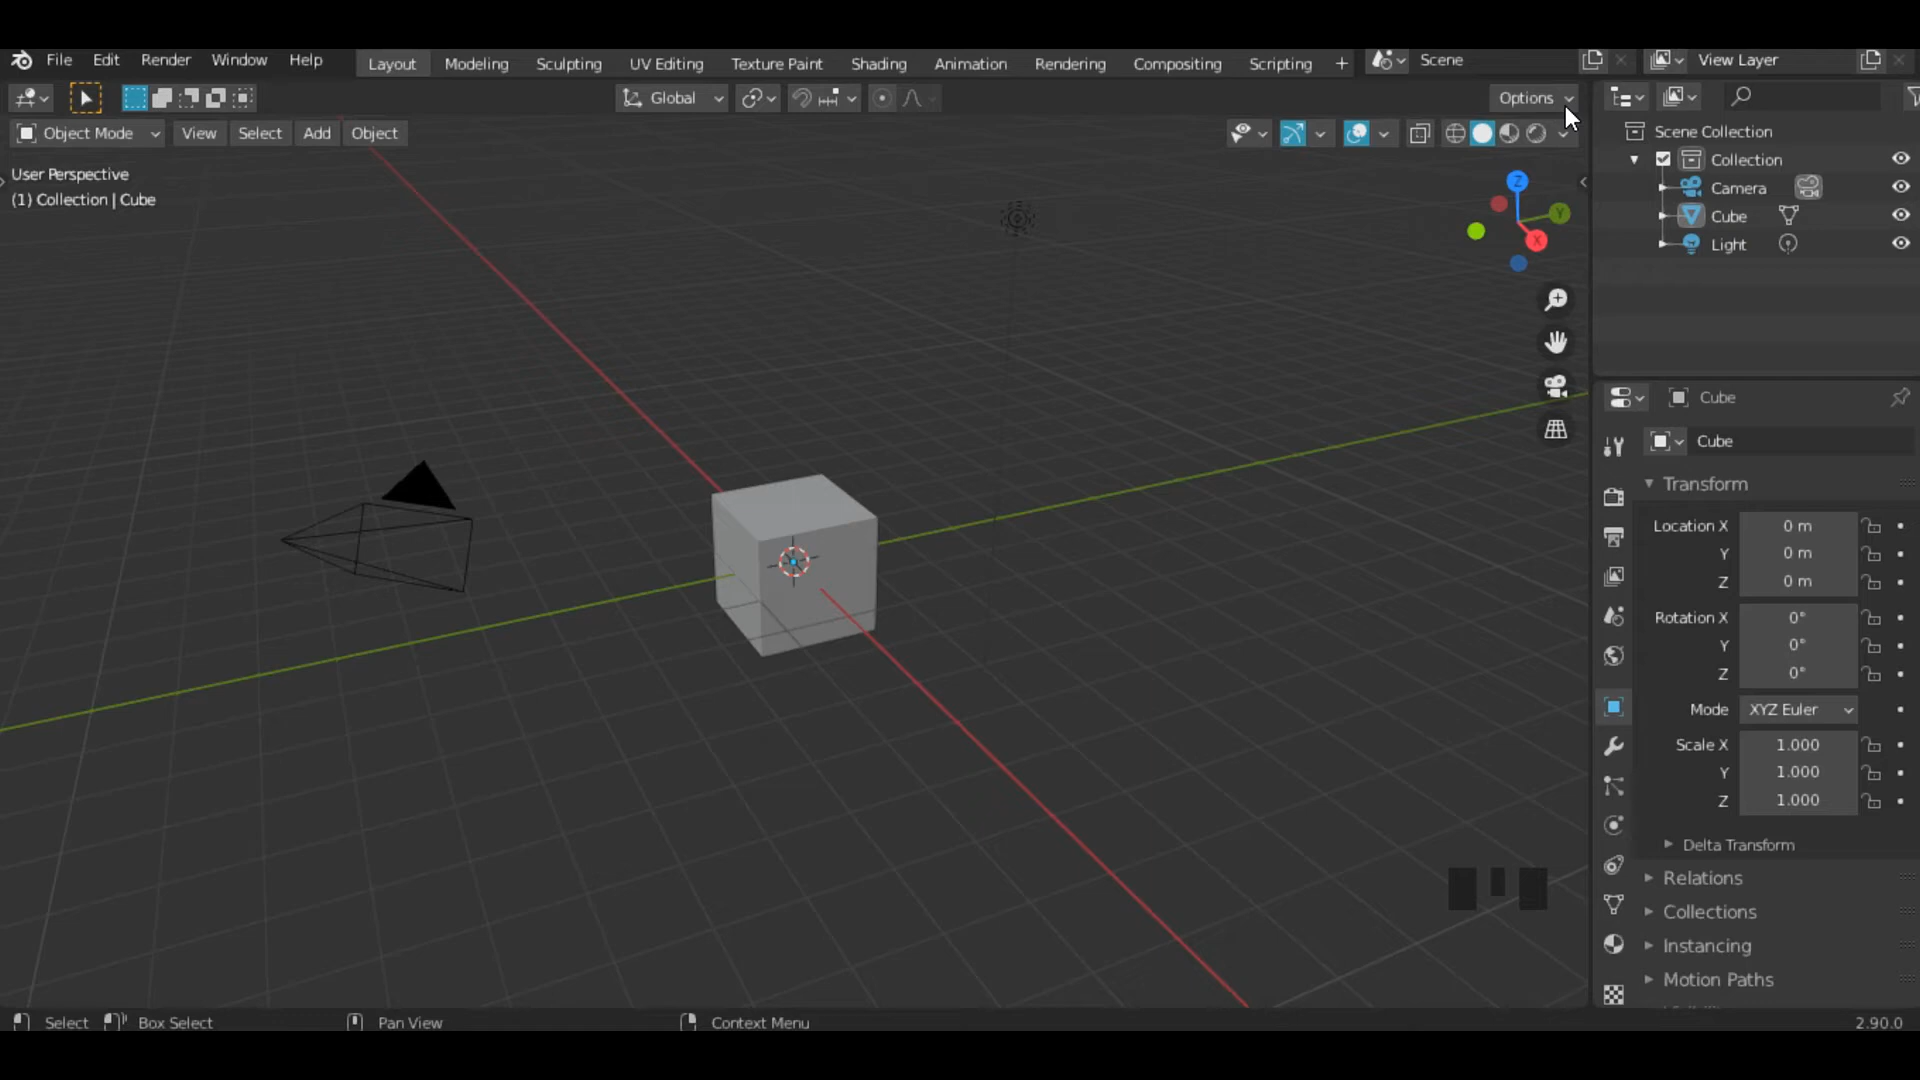 File Edit Render Window Help Layout Modeling Sculpting UV Editing Texture Paint Shading Animation Rendering Compositing Scripting + Scene View Layer
Global Options
Object Mode View Select Add Object
User Perspective
(1) Collection | Cube
Z
Y
X
Scene Collection
Collection
Camera
Cube
Light
Cube
Cube
Transform
Location X 0 m
Y 0 m
Z 0 m
Rotation X 0°
Y 0°
Z 0°
Mode XYZ Euler
Scale X 1.000
Y 1.000
Z 1.000
Delta Transform
Relations
Collections
Instancing
Motion Paths
Select Box Select Pan View Context Menu 2.90.0